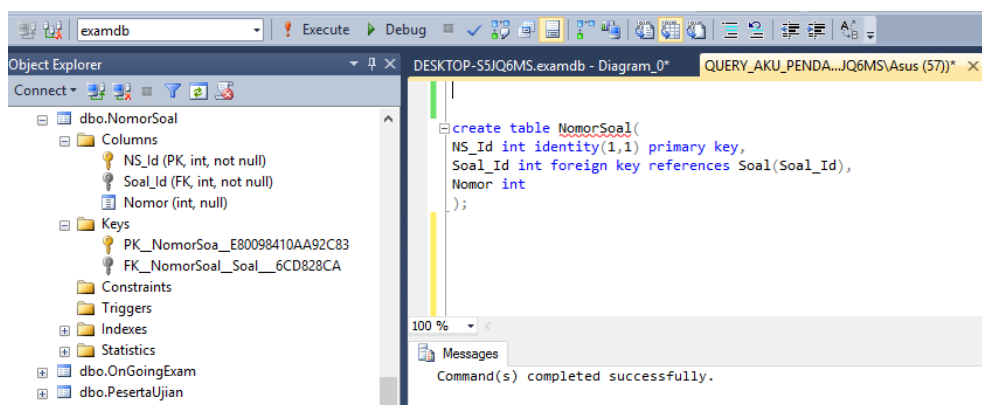 examdb
Execute
Debug
Object Explorer
Connect
dbo.NomorSoal
Columns
NS_Id (PK, int, not null)
Soal_Id (FK, int, not null)
Nomor (int, null)
Keys
PK__NomorSoa__E80098410AA92C83
FK__NomorSoal__Soal___6CD828CA
Constraints
Triggers
Indexes
Statistics
dbo.OnGoingExam
dbo.PesertaUjian
DESKTOP-S5JQ6MS.examdb - Diagram_0*
QUERY_AKU_PENDA...JQ6MS\Asus (57))*
create table NomorSoal(
NS_Id int identity(1,1) primary key,
Soal_Id int foreign key references Soal(Soal_Id),
Nomor int
);
100 %
Messages
Command(s) completed successfully.